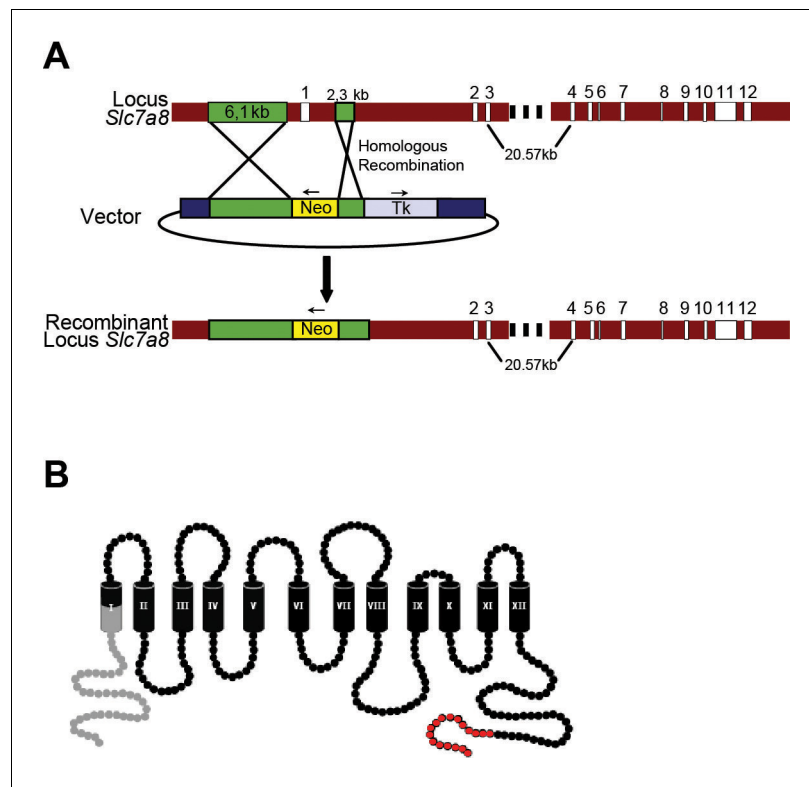 A
Locus
Slc7a8
6,1 kb
1
2,3 kb
2 3
4 5 6 7 8 9 10 11 12
20.57kb
Homologous
Recombination
Vector
Neo
Tk
Recombinant
Locus Slc7a8
Neo
2 3
4 5 6 7 8 9 10 11 12
20.57kb
B
I II III IV V VI VII VIII IX X XI XII